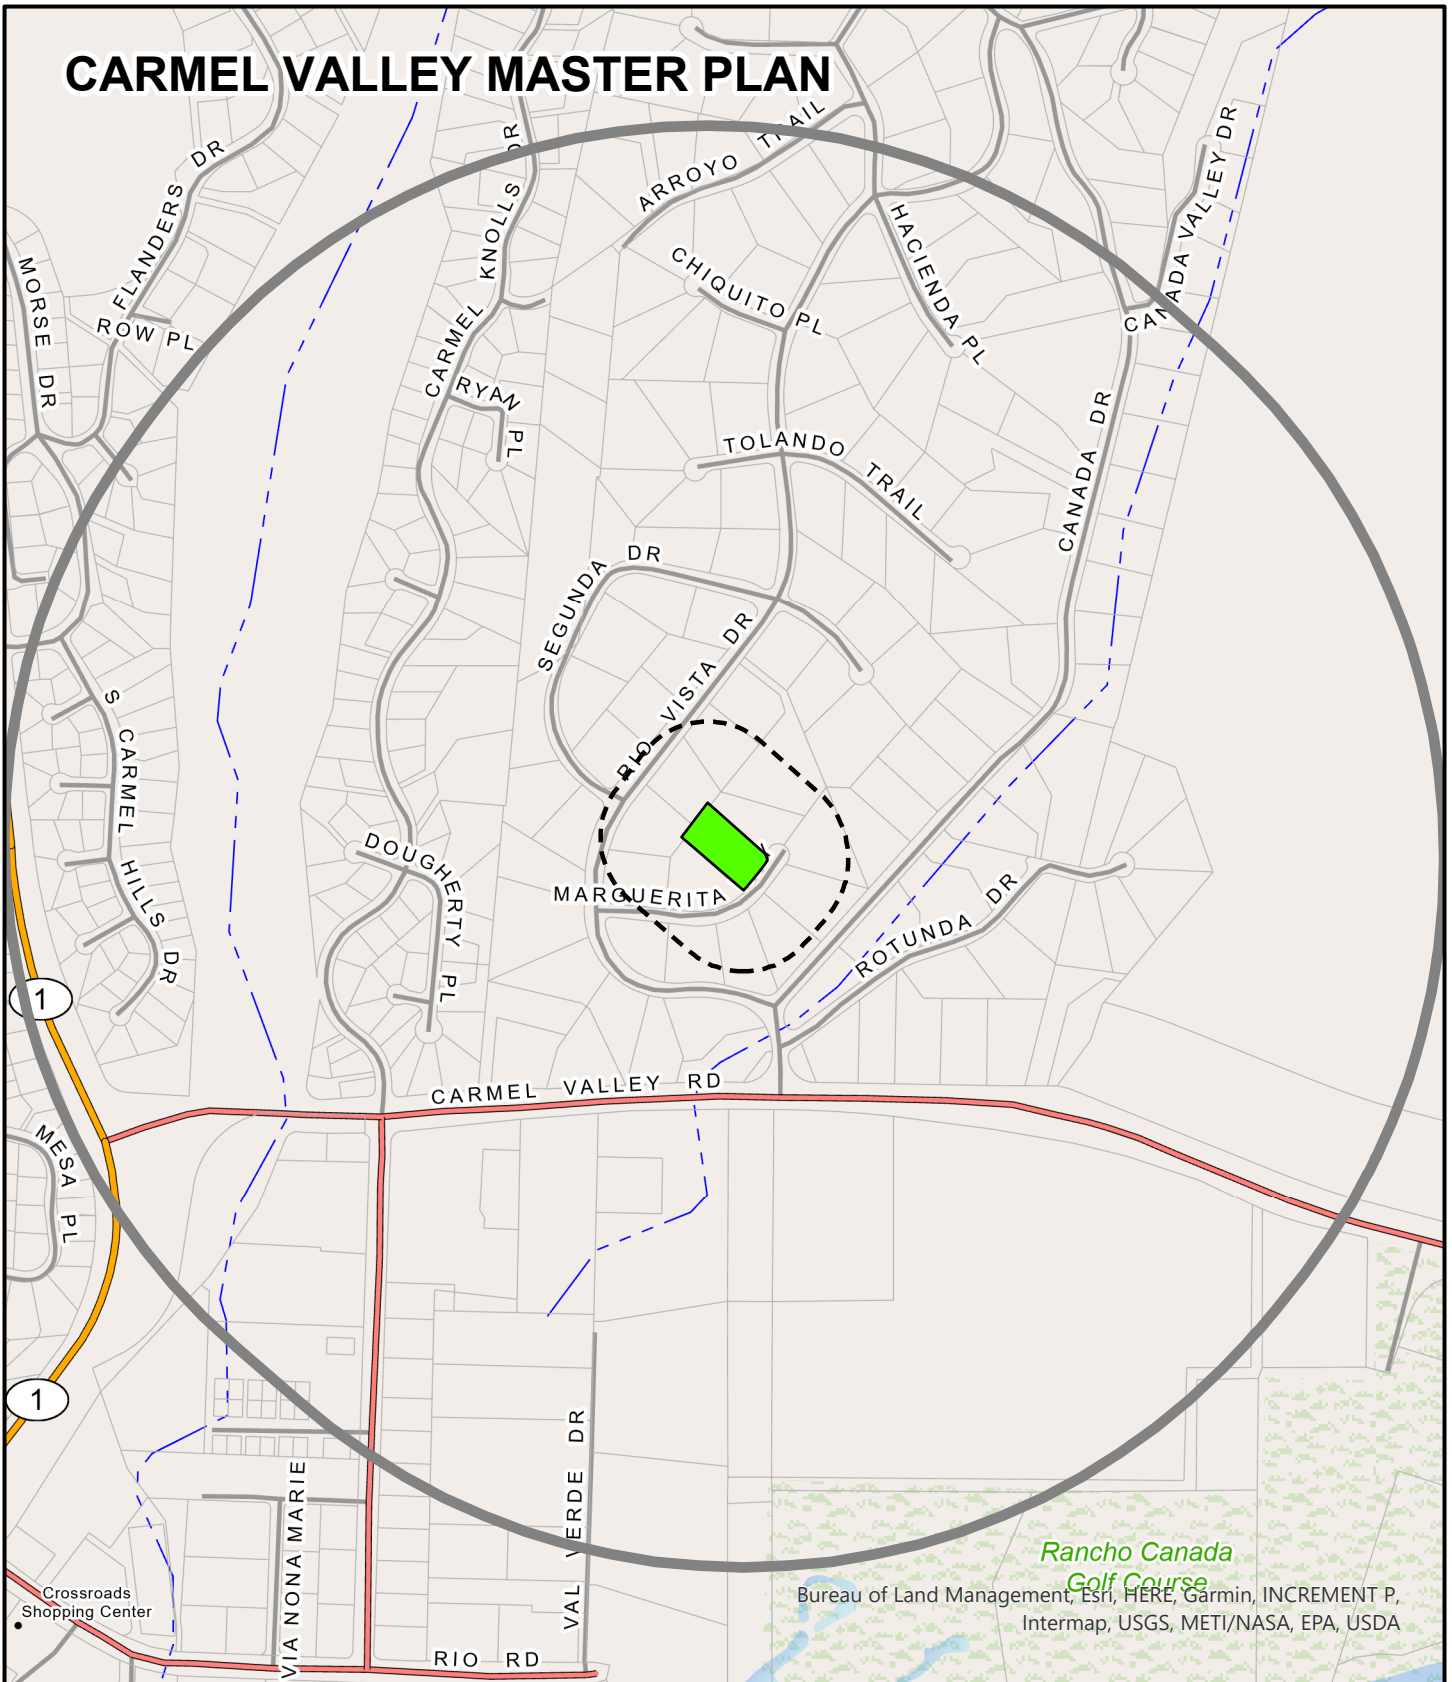 CARMEL VALLEY MASTER PLAN
FLANDERS DR
MORSE DR
ROW PL
CARMEL KNOLLS DR
ARROYO TRAIL
CHIQUITO PL
HACIENDA PL
CANADA VALLEY DR
RYAN PL
TOLANDO TRAIL
CANADA DR
SEGUNDA DR
RIO VISTA DR
S CARMEL HILLS DR
DOUGHERTY PL
MARGUERITA
ROTUNDA DR
1
CARMEL VALLEY RD
MESA PL
1
VAL VERDE DR
VIA NONA MARIE
Rancho Canada
Golf Course
Crossroads
Shopping Center
RIO RD
Bureau of Land Management, Esri, HERE, Garmin, INCREMENT P,
Intermap, USGS, METI/NASA, EPA, USDA